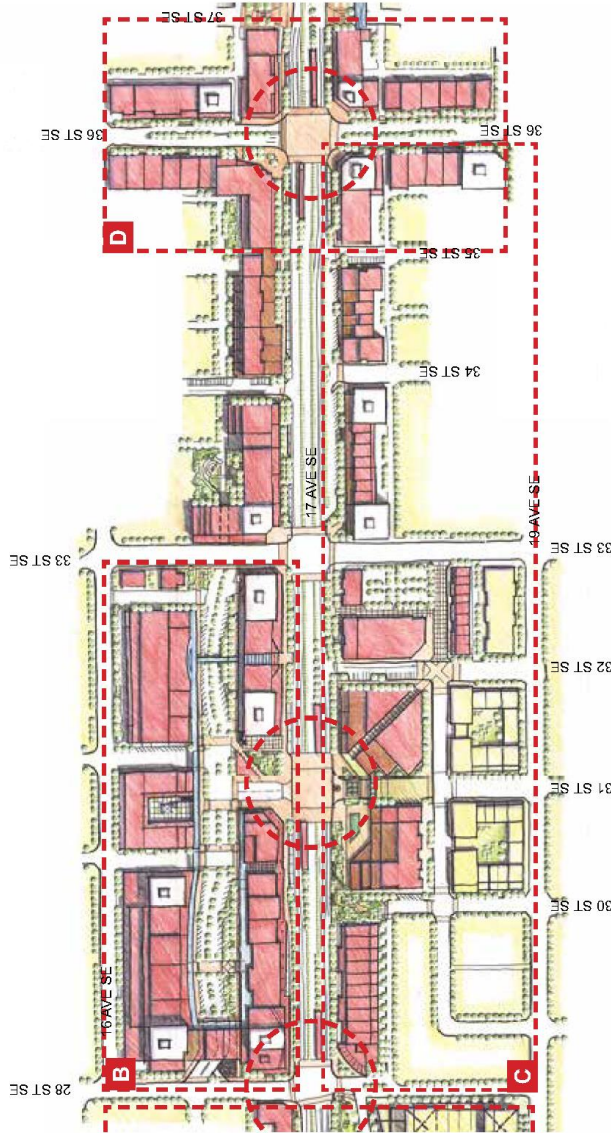 37 ST SE
36 ST SE
36 ST SE
D
35 ST SE
34 ST SE
17 AVE SE
19 AVE SE
33 ST SE
33 ST SE
32 ST SE
31 ST SE
30 ST SE
16 AVE SE
B
C
28 ST SE